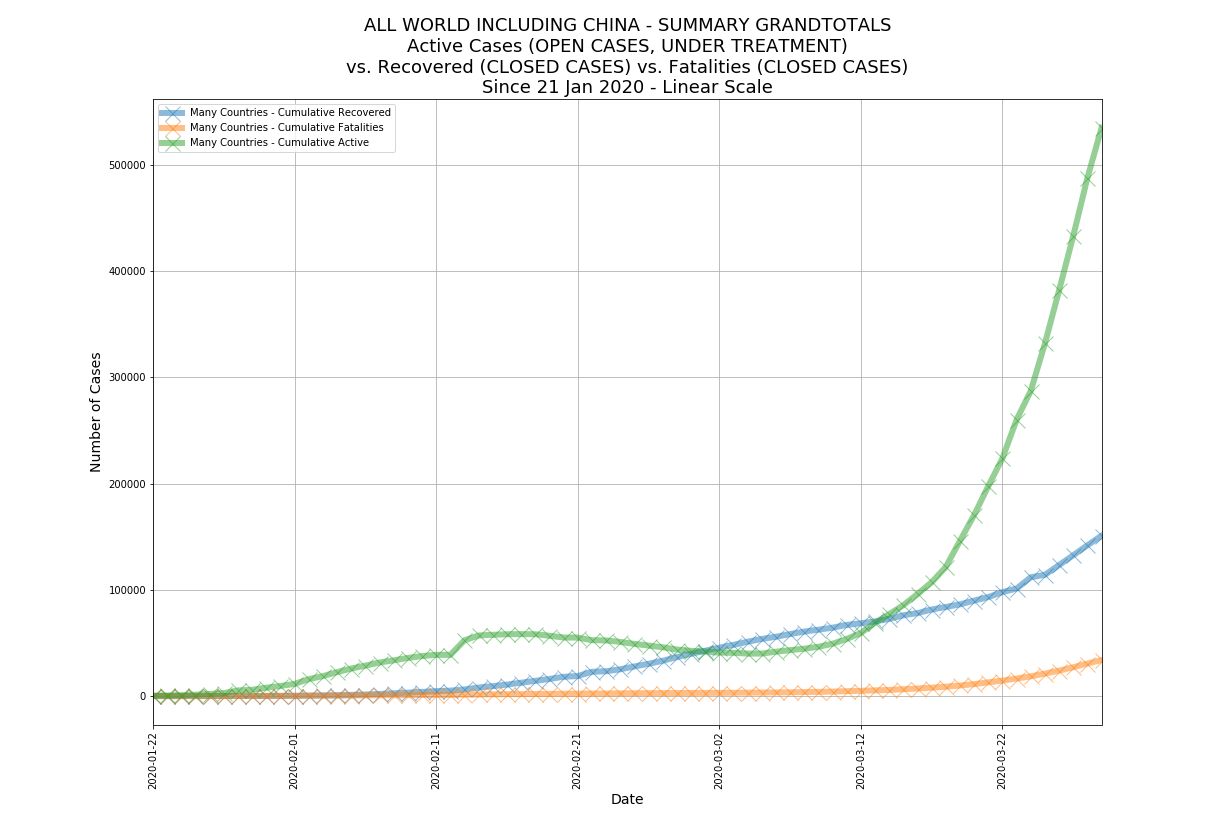 ALL WORLD INCLUDING CHINA - SUMMARY GRANDTOTALS
Active Cases (OPEN CASES, UNDER TREATMENT)
vs. Recovered (CLOSED CASES) vs. Fatalities (CLOSED CASES)
Since 21 Jan 2020 - Linear Scale
Many Countries - Cumulative Recovered
Many Countries - Cumulative Fatalities
Many Countries - Cumulative Active
Number of Cases
500000
400000
300000
200000
100000
0
2020-01-22
2020-02-01
2020-02-11
2020-02-21
2020-03-02
2020-03-12
2020-03-22
Date